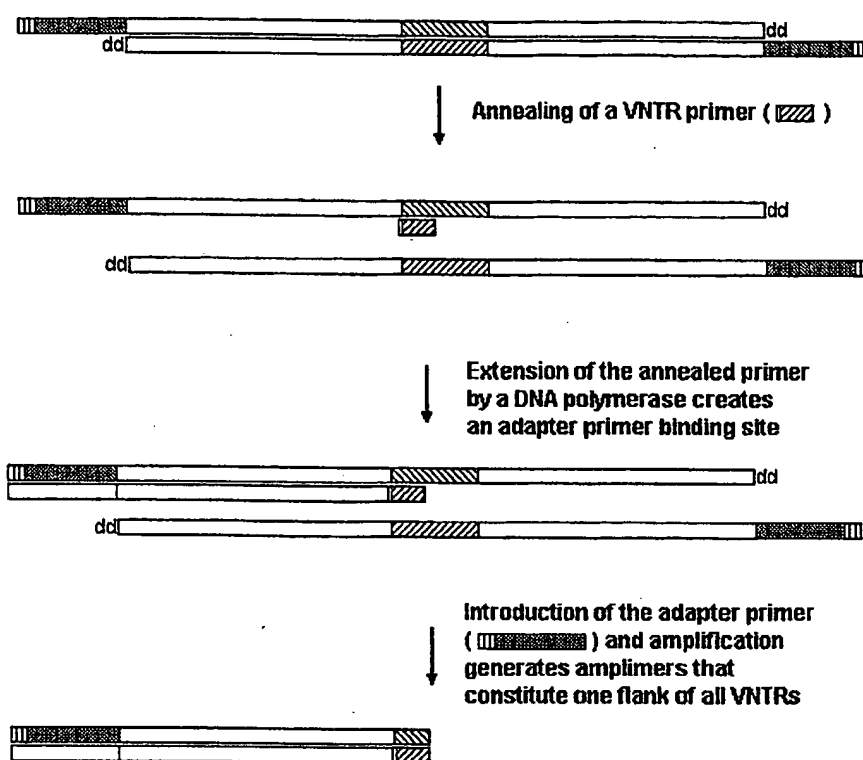 dd
dd
Annealing of a VNTR primer ( )
dd
dd
Extension of the annealed primer
by a DNA polymerase creates
an adapter primer binding site
dd
dd
Introduction of the adapter primer
( ) and amplification
generates amplimers that
constitute one flank of all VNTRs